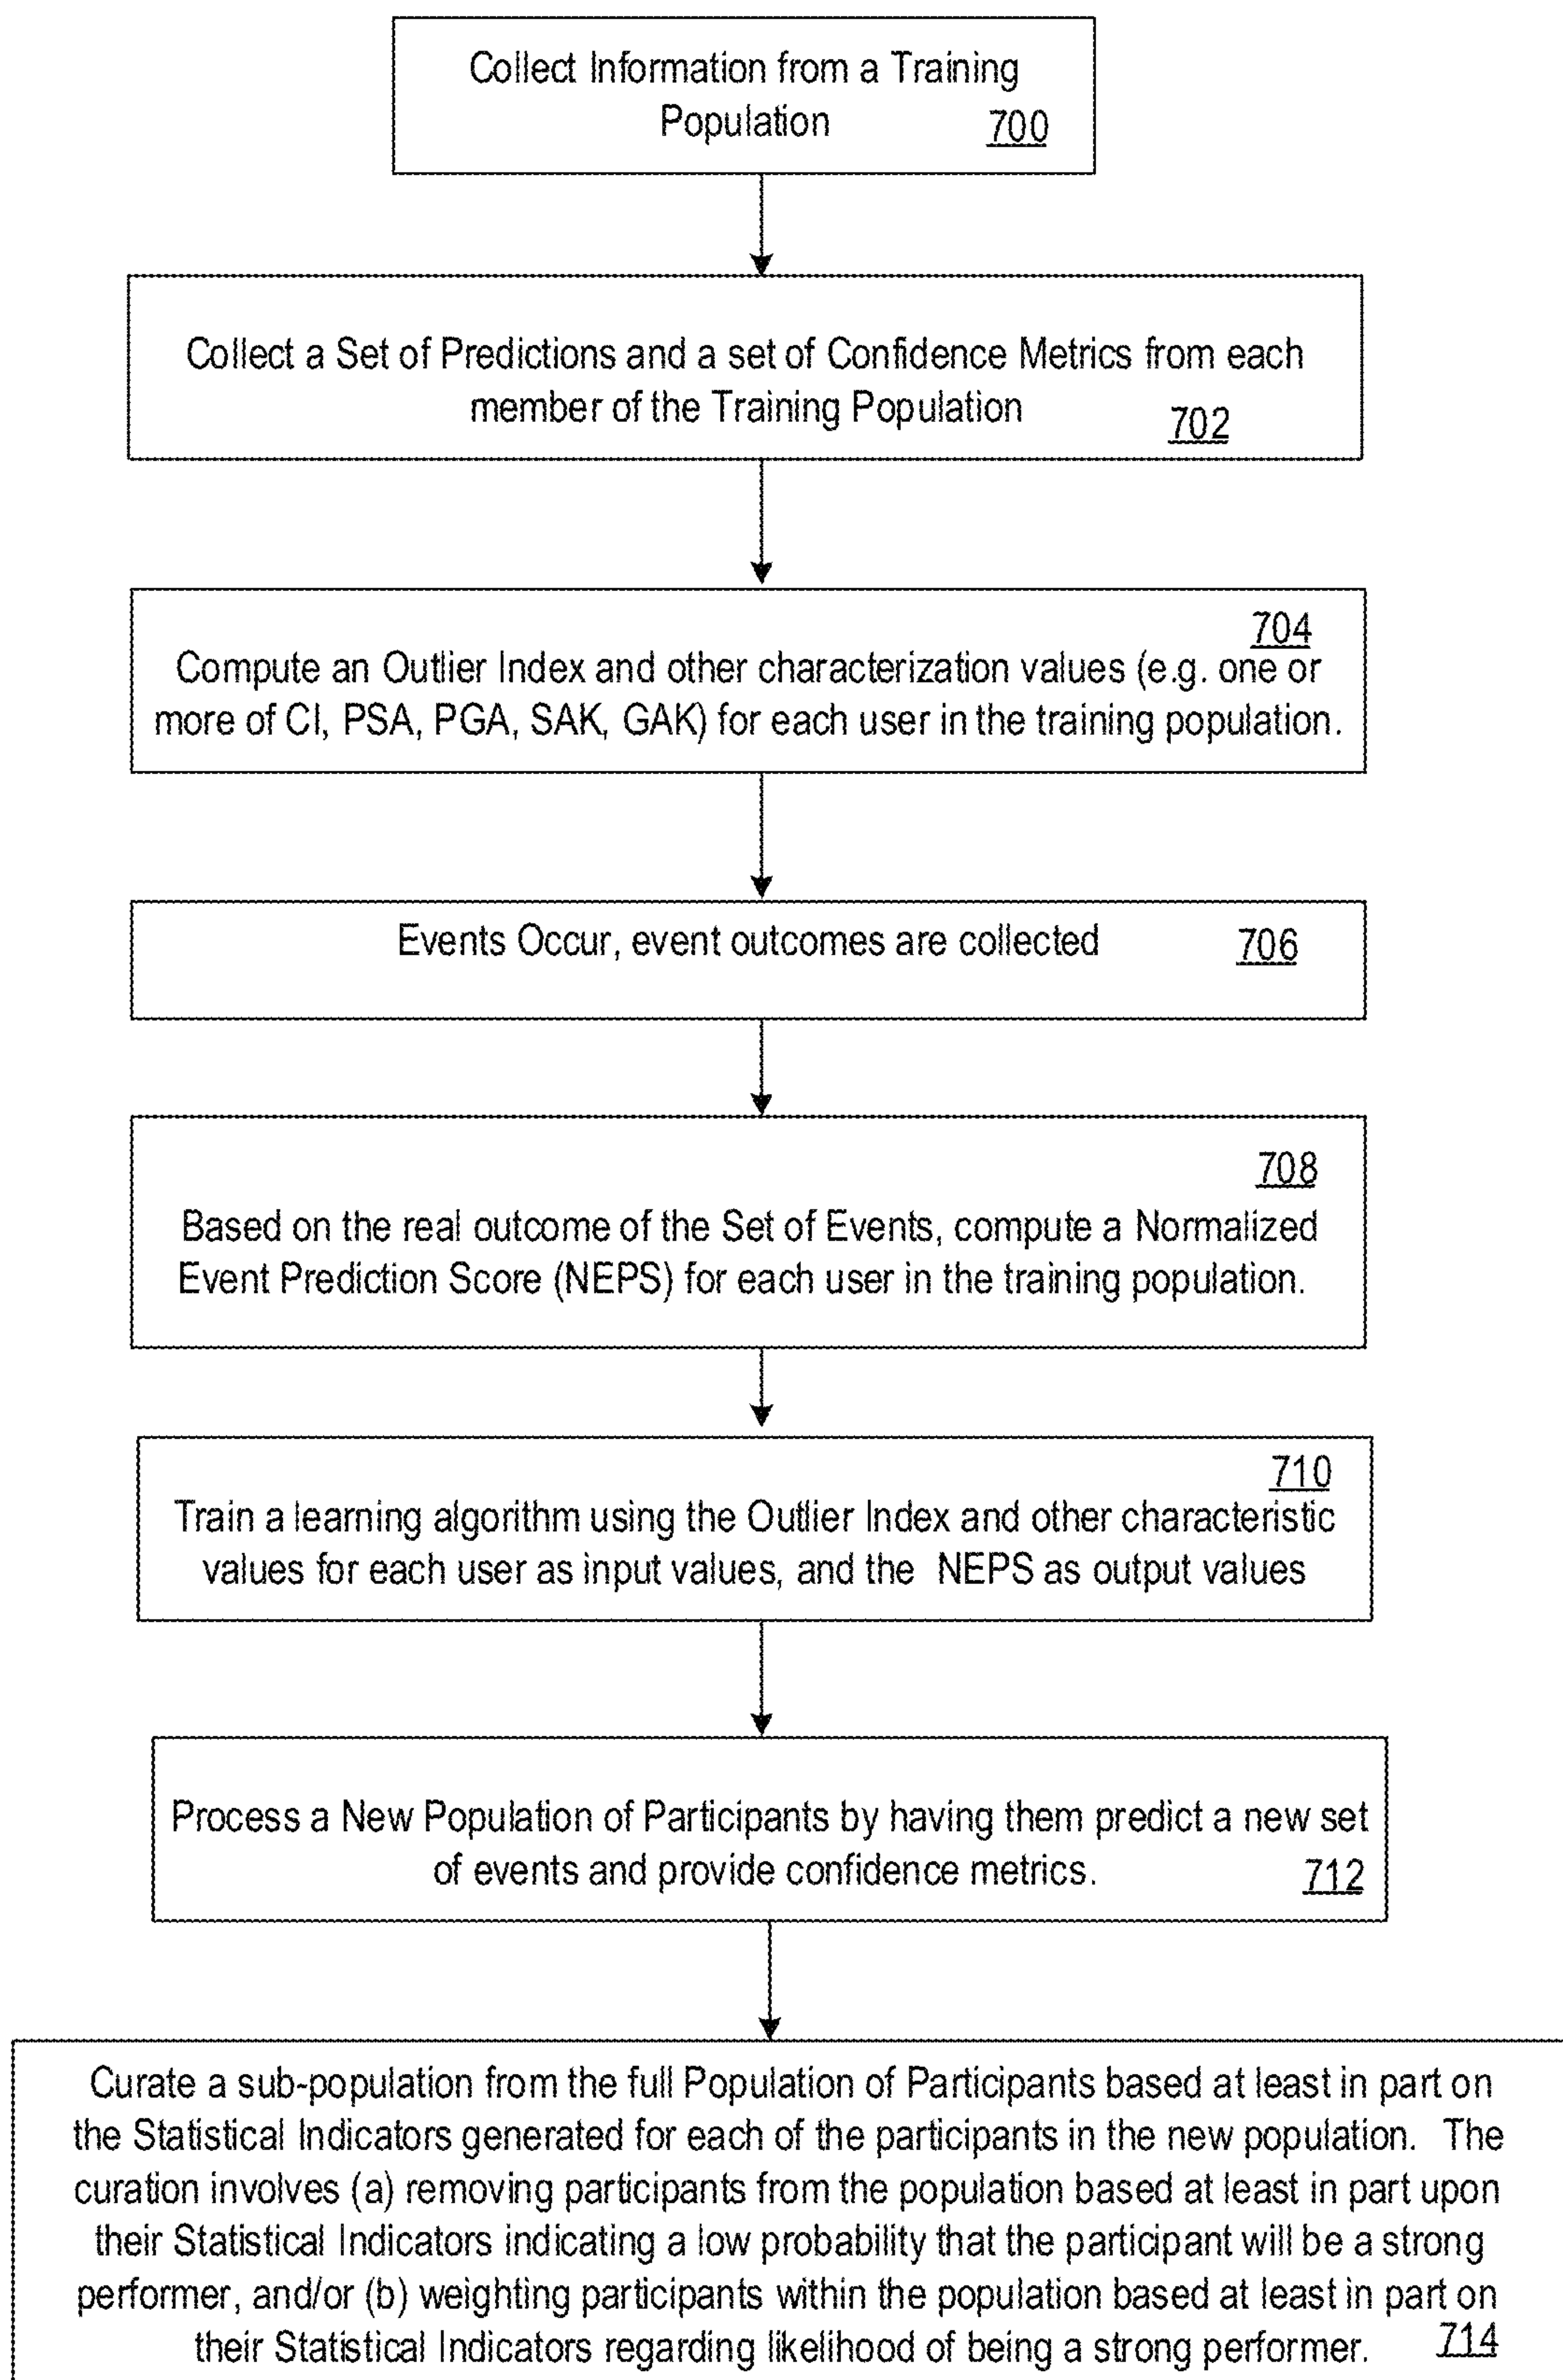 Collect Information from a Training
Population 700
Collect a Set of Predictions and a set of Confidence Metrics from each
member of the Training Population 702
704
Compute an Outlier Index and other characterization values (e.g. one or
more of CI, PSA, PGA, SAK, GAK) for each user in the training population.
Events Occur, event outcomes are collected 706
708
Based on the real outcome of the Set of Events, compute a Normalized
Event Prediction Score (NEPS) for each user in the training population.
710
Train a learning algorithm using the Outlier Index and other characteristic
values for each user as input values, and the NEPS as output values
Process a New Population of Participants by having them predict a new set
of events and provide confidence metrics. 712
Curate a sub-population from the full Population of Participants based at least in part on
the Statistical Indicators generated for each of the participants in the new population. The
curation involves (a) removing participants from the population based at least in part upon
their Statistical Indicators indicating a low probability that the participant will be a strong
performer, and/or (b) weighting participants within the population based at least in part on
their Statistical Indicators regarding likelihood of being a strong performer. 714